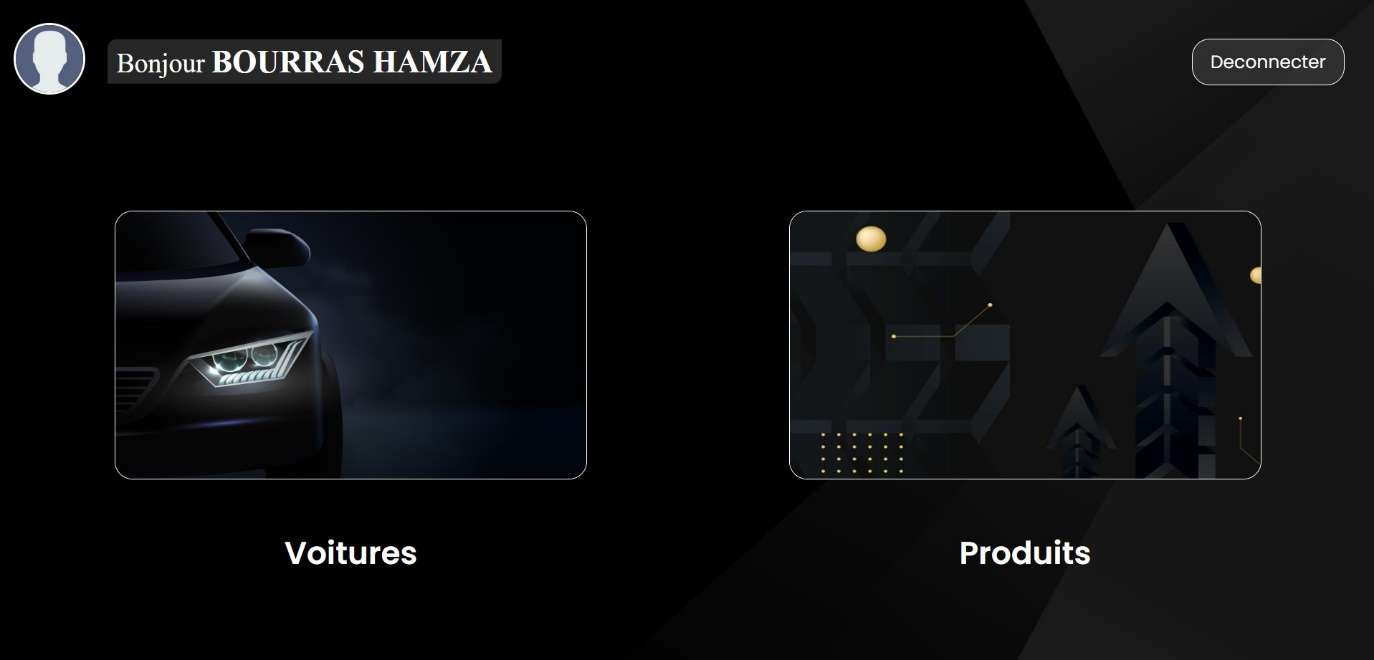 Bonjour BOURRAS HAMZA
Deconnecter
Voitures
Produits